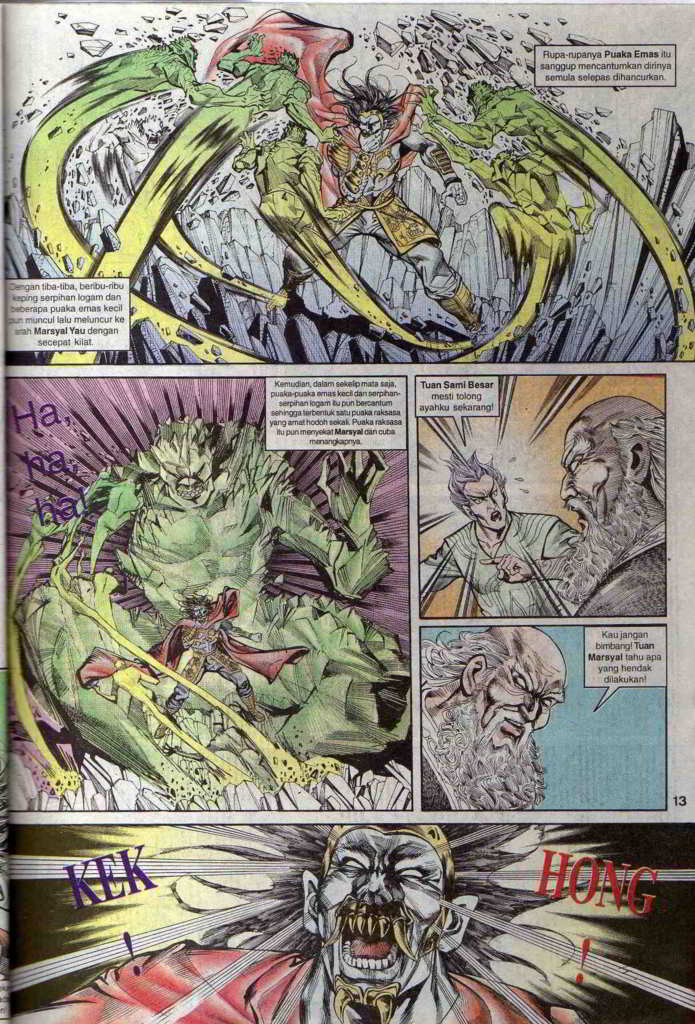 Rupa-rupanya Puaka Emas itu
sanggup mencantumkan dirinya
semula selepas dihancurkan.
Dengan tiba-tiba, beribu-ribu
keping serpihan logam dan
beberapa puaka emas kecil
pun muncul lalu meluncur ke
arah Marsyal Yau dengan
secepat kilat.
Ha,
ha,
ha!
Kemudian, dalam sekelip mata saja,
puaka-puaka emas kecil dan serpihan-
serpihan logam itu pun bercantum
sehingga terbentuk satu puaka raksasa
yang amat hodoh sekali. Puaka raksasa
itu pun menyekat Marsyal dan cuba
menangkapnya.
Tuan Sami Besar
mesti tolong
ayahku sekarang!
Kau jangan
bimbang! Tuan
Marsyal tahu apa
yang hendak
dilakukan!
13
KEK
!
HONG
!